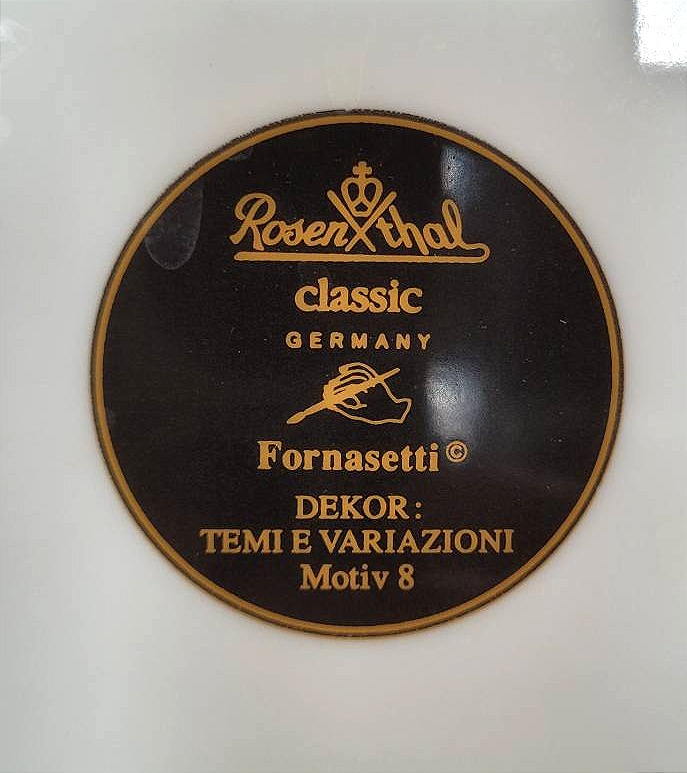 Rosenthal
classic
GERMANY
Fornasetti ©
DEKOR:
TEMI E VARIAZIONI
Motiv 8